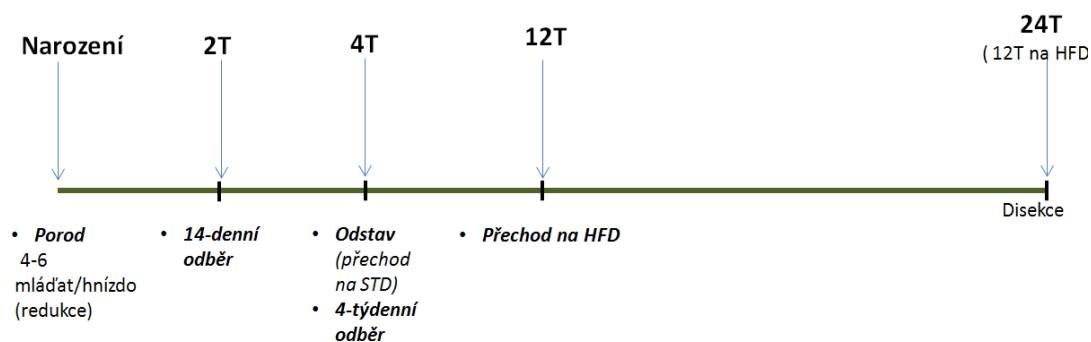 Narození
2T
4T
12T
24T
( 12T na HFD
Disekce
• Porod
4-6
mláďat/hnízdo
(redukce)
• 14-denní
odběr
• Odstav
(přechod
na STD)
• 4-týdenní
odběr
• Přechod na HFD